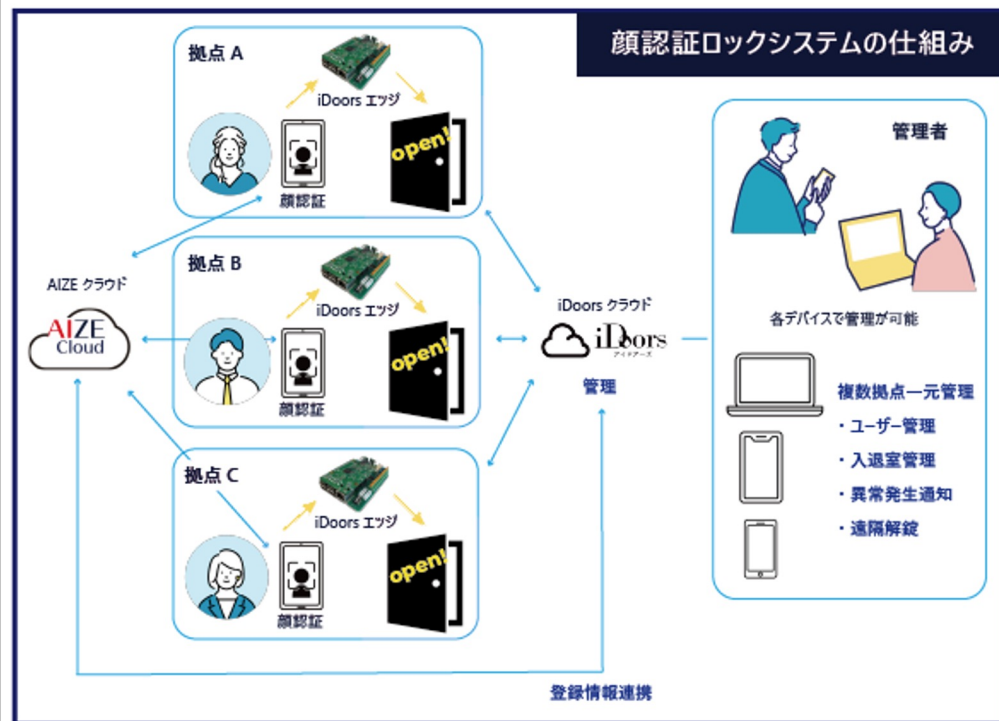 顔認証ロックシステムの仕組み
拠点 A
iDoors エッジ
open!
顔認証
拠点 B
iDoors エッジ
open!
顔認証
拠点 C
iDoors エッジ
open!
顔認証
AIZE クラウド
AIZE
Cloud
iDoors クラウド
iDoors
アイドアーズ
管理
管理者
各デバイスで管理が可能
複数拠点一元管理
・ユーザー管理
・入退室管理
・異常発生通知
・遠隔解錠
登録情報連携